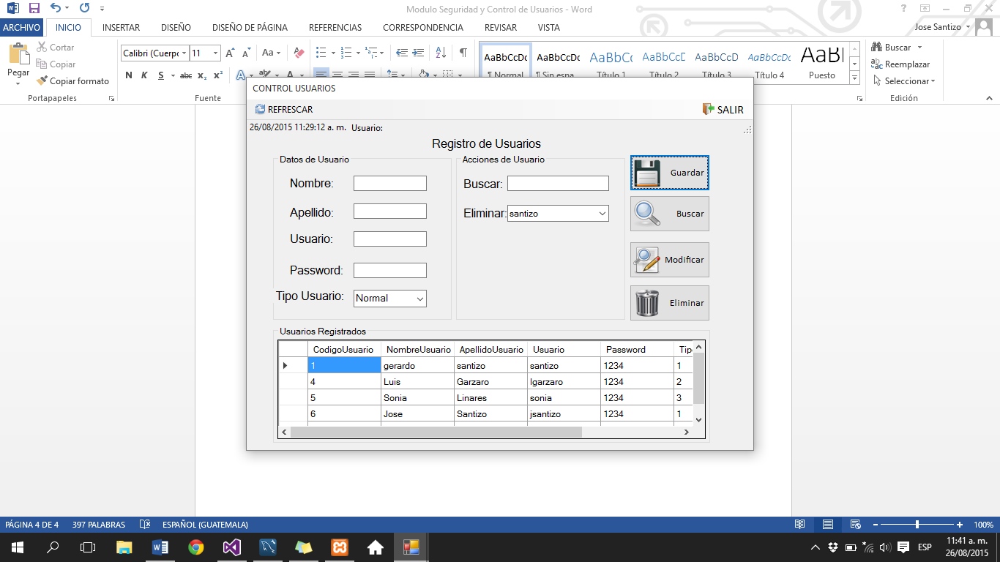 Modulo Seguridad y Control de Usuarios - Word
ARCHIVO INICIO INSERTAR DISEÑO DISEÑO DE PÁGINA REFERENCIAS CORRESPONDENCIA REVISAR VISTA Jose Santizo
Pegar
Cortar
Copiar
Copiar formato
Portapapeles
Calibri (Cuerpo 11
Aa
N K S abc x₂ x²
Fuente
AaBbCcDc AaBbCcDc AaBbCc AaBbCcD AaBbCcD AaBbCcDc AaBbl
¶ Normal ¶ Sin espa... Título 1 Título 2 Título 3 Título 4 Puesto
Buscar
Reemplazar
Seleccionar
Edición
CONTROL USUARIOS
REFRESCAR SALIR
26/08/2015 11:29:12 a. m. Usuario:
Registro de Usuarios
Datos de Usuario
Nombre:
Apellido:
Usuario:
Password:
Tipo Usuario: Normal
Acciones de Usuario
Buscar:
Eliminar: santizo
Guardar
Buscar
Modificar
Eliminar
Usuarios Registrados
CodigoUsuario NombreUsuario ApellidoUsuario Usuario Password Tip
1 gerardo santizo santizo 1234 1
4 Luis Garzaro lgarzaro 1234 2
5 Sonia Linares sonia 1234 3
6 Jose Santizo jsantizo 1234 1
PÁGINA 4 DE 4 397 PALABRAS ESPAÑOL (GUATEMALA) 100%
ESP
11:41 a. m.
26/08/2015